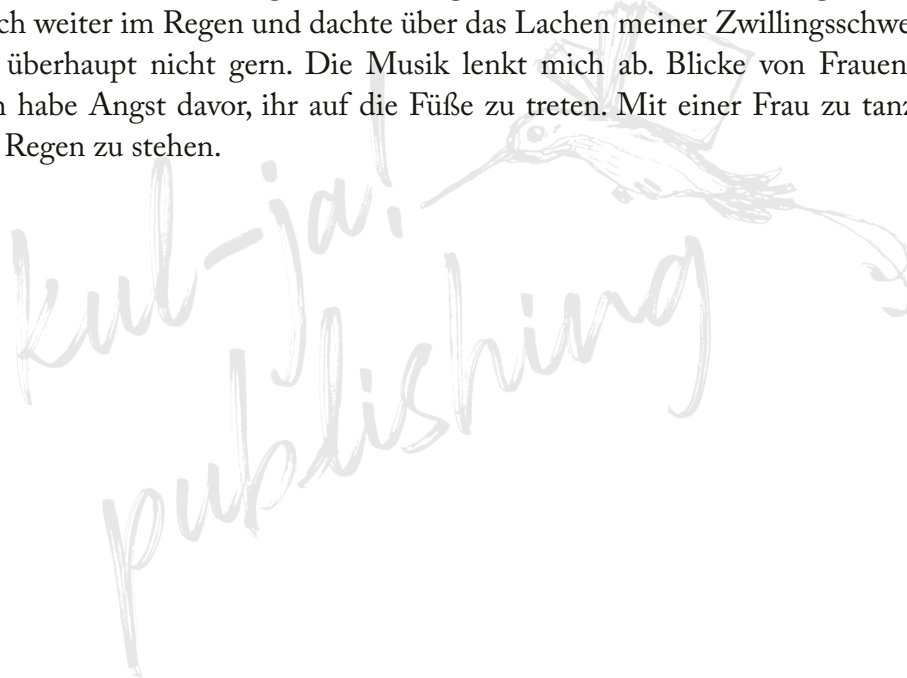 ch weiter im Regen und dachte über das Lachen meiner Zwillingsschwe
überhaupt nicht gern. Die Musik lenkt mich ab. Blicke von Frauen
n habe Angst davor, ihr auf die Füße zu treten. Mit einer Frau zu tanz
Regen zu stehen.
kul-ja!
publishing